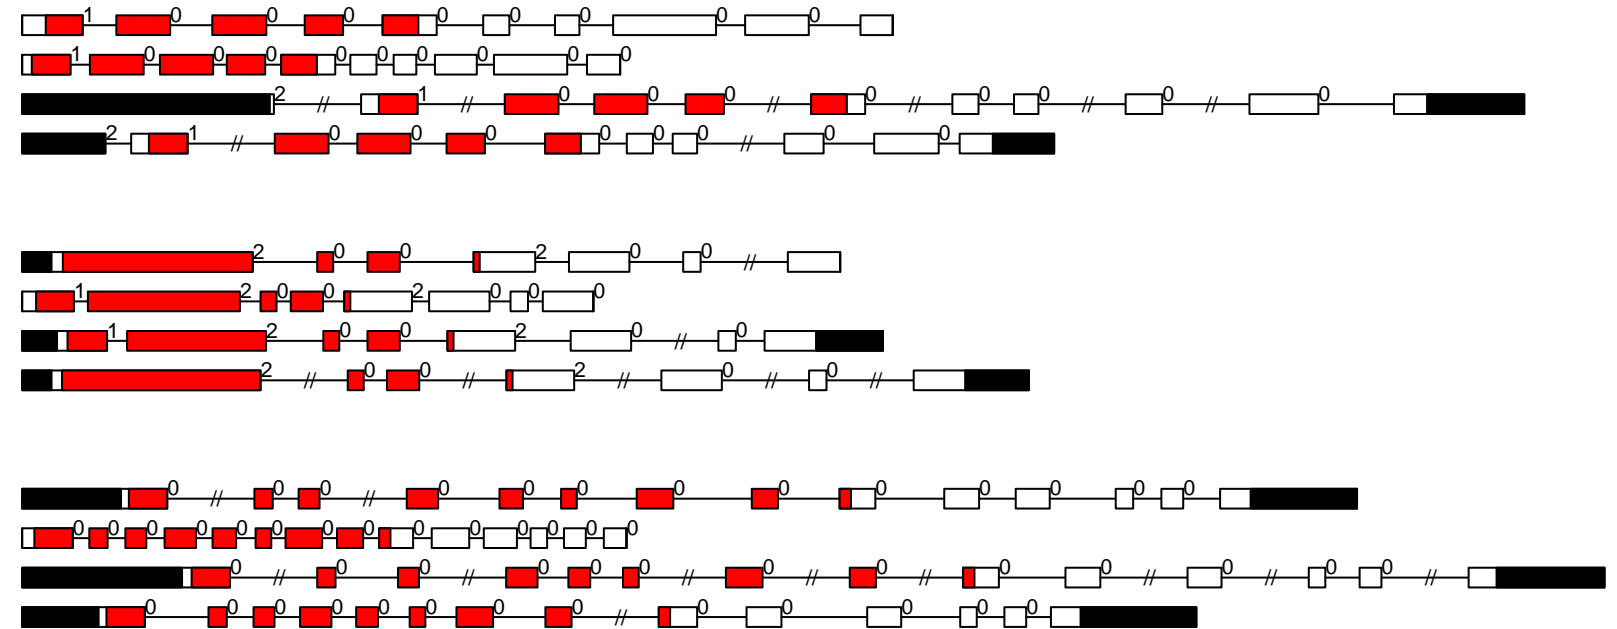 1 0 0 0 0 0 0 0 0
1 0 0 0 0 0 0 0 0 0
2 // 1 // 0 0 0 // 0 // 0 0 // 0 // 0
2 1 // 0 0 0 0 0 0 // 0 0
2 0 0 2 0 0 //
1 2 0 0 2 0 0 0
1 2 0 0 2 0 // 0
2 // 0 0 // 2 // 0 // 0 //
0 // 0 0 // 0 0 0 0 0 0 0 0 0 0
0 0 0 0 0 0 0 0 0 0 0 0 0 0
0 // 0 0 // 0 0 0 // 0 // 0 // 0 0 // 0 // 0 0 //
0 0 0 0 0 0 0 0 // 0 0 0 0 0